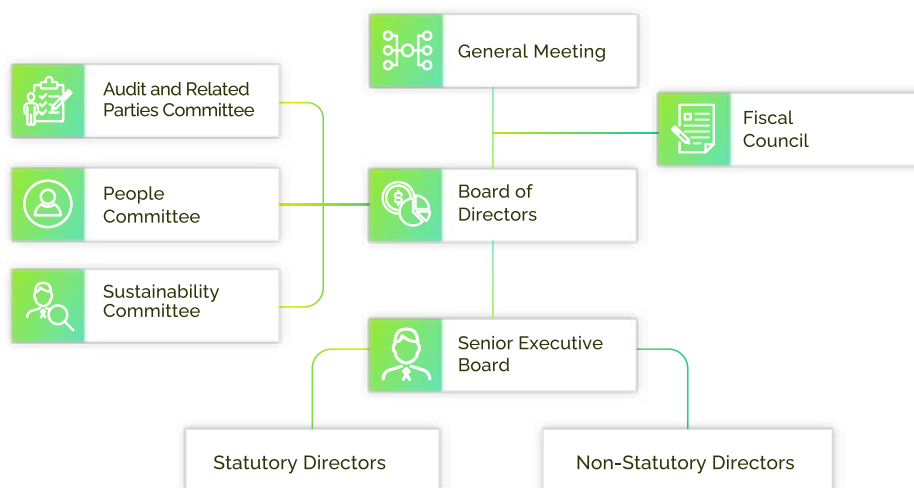 General Meeting
Audit and Related
Parties Committee
Fiscal
Council
People
Committee
Board of
Directors
Sustainability
Committee
Senior Executive
Board
Statutory Directors
Non-Statutory Directors